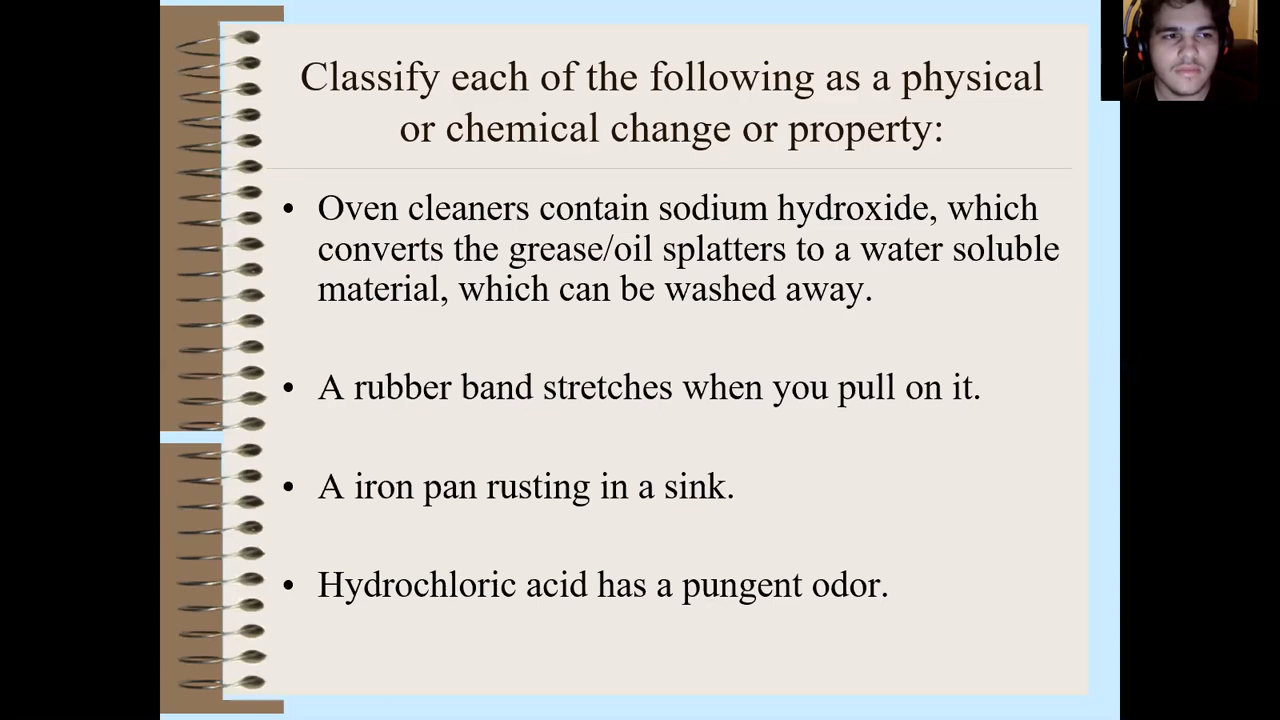 Classify each of the following as a physical
or chemical change or property:
• Oven cleaners contain sodium hydroxide, which
converts the grease/oil splatters to a water soluble
material, which can be washed away.
• A rubber band stretches when you pull on it.
• A iron pan rusting in a sink.
• Hydrochloric acid has a pungent odor.